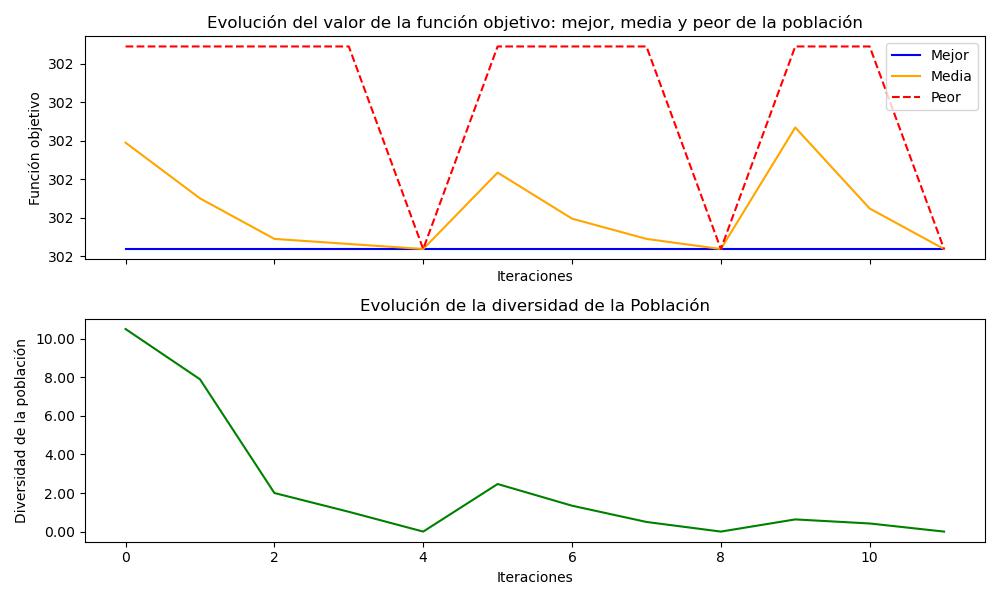 Evolución del valor de la función objetivo: mejor, media y peor de la población
Función objetivo
302
302
302
302
302
302
Mejor
Media
Peor
Iteraciones
Evolución de la diversidad de la Población
Diversidad de la población
10.00
8.00
6.00
4.00
2.00
0.00
0 2 4 6 8 10
Iteraciones